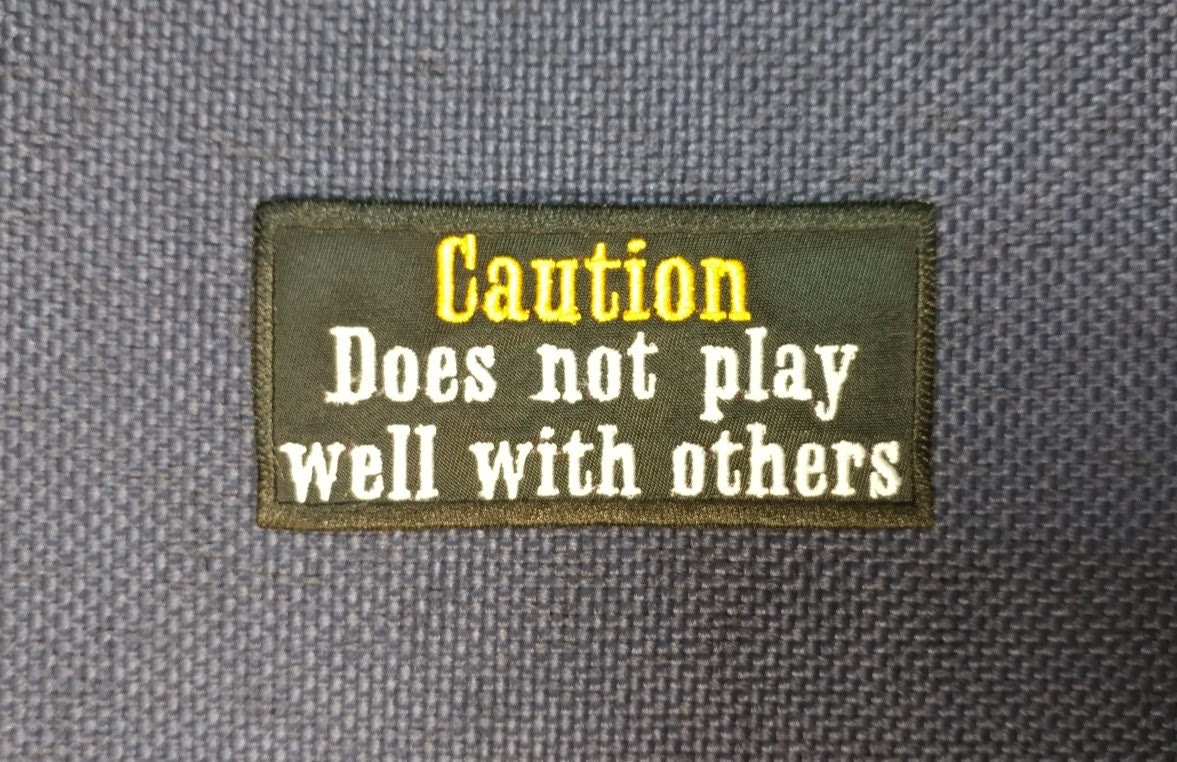 Caution
Does not play
well with others